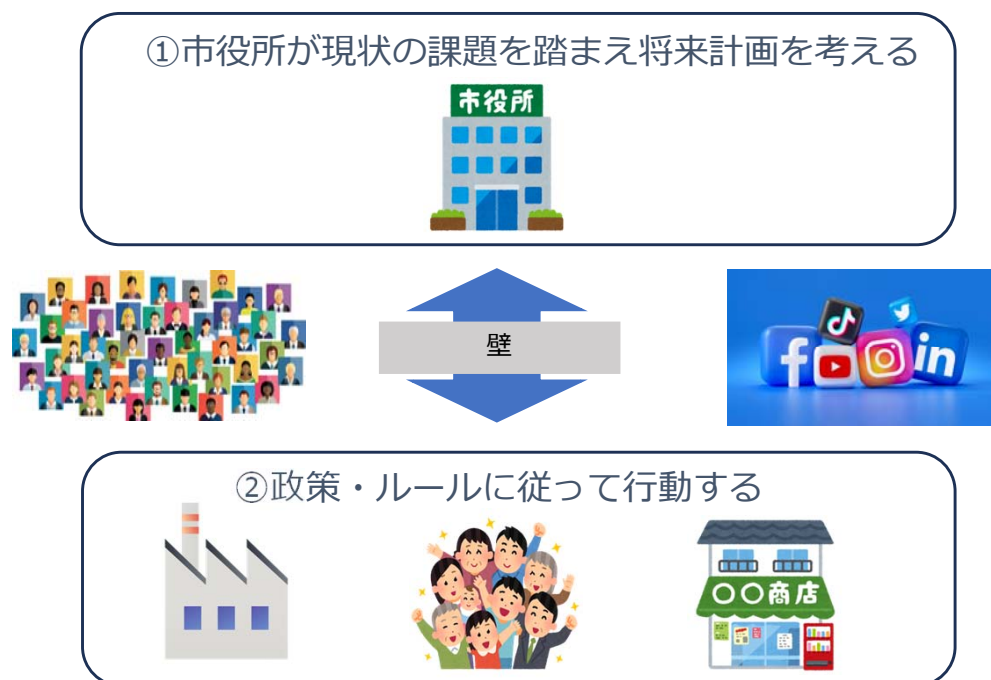 ①市役所が現状の課題を踏まえ将来計画を考える
市役所
壁
f
in
②政策・ルールに従って行動する
〇〇商店